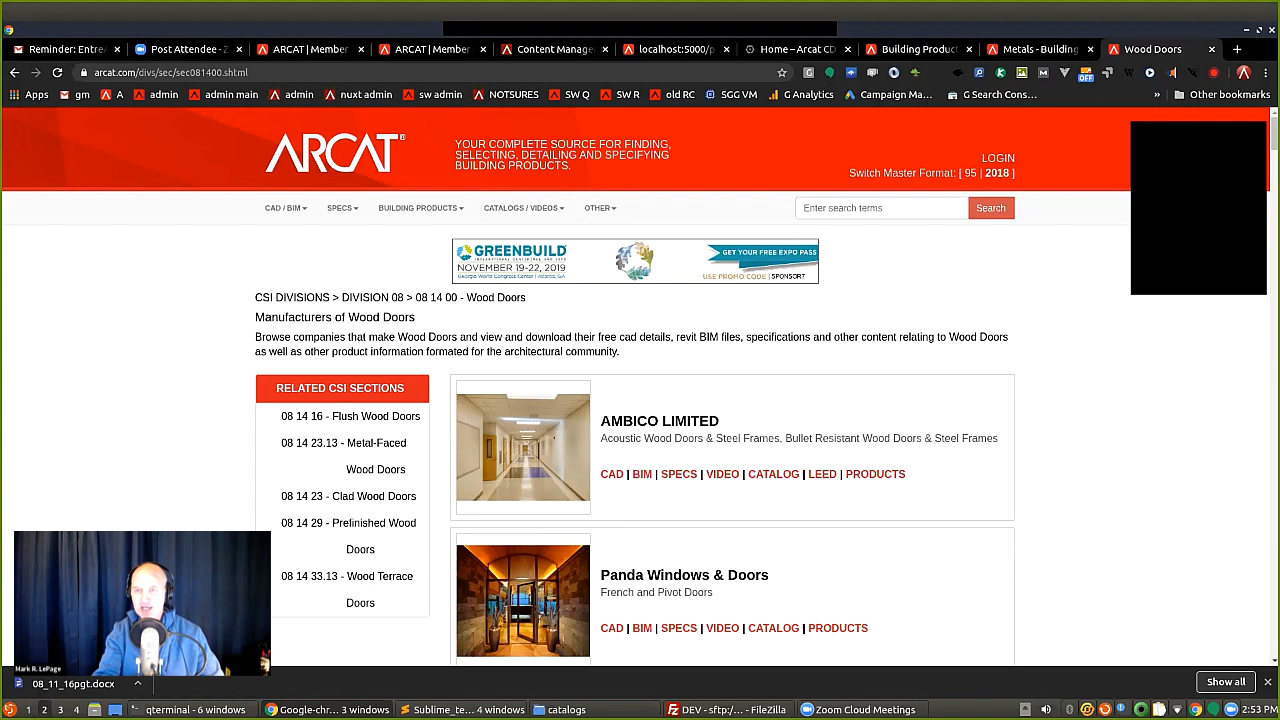 Reminder: Entre
Post Attendee - Z
ARCAT | Member
ARCAT | Member
Content Manage
localhost:5000/p
Home – Arcat CD
Building Product
Metals - Building
Wood Doors
arcat.com/divs/sec/sec081400.shtml
Apps
gm
A
admin
admin main
admin
nuxt admin
sw admin
NOTSURES
SW Q
SW R
old RC
SGG VM
G Analytics
Campaign Ma...
G Search Cons...
»
Other bookmarks
ARCAT
YOUR COMPLETE SOURCE FOR FINDING,
SELECTING, DETAILING AND SPECIFYING
BUILDING PRODUCTS.
LOGIN
Switch Master Format: [ 95 | 2018 ]
CAD / BIM
SPECS
BUILDING PRODUCTS
CATALOGS / VIDEOS
OTHER
Enter search terms
Search
GREENBUILD
NOVEMBER 19-22, 2019
GET YOUR FREE EXPO PASS
USE PROMO CODE | SPONSORT
CSI DIVISIONS > DIVISION 08 > 08 14 00 - Wood Doors
Manufacturers of Wood Doors
Browse companies that make Wood Doors and view and download their free cad details, revit BIM files, specifications and other content relating to Wood Doors
as well as other product information formated for the architectural community.
RELATED CSI SECTIONS
08 14 16 - Flush Wood Doors
08 14 23.13 - Metal-Faced
Wood Doors
08 14 23 - Clad Wood Doors
08 14 29 - Prefinished Wood
Doors
08 14 33.13 - Wood Terrace
Doors
AMBICO LIMITED
Acoustic Wood Doors & Steel Frames, Bullet Resistant Wood Doors & Steel Frames
CAD | BIM | SPECS | VIDEO | CATALOG | LEED | PRODUCTS
Panda Windows & Doors
French and Pivot Doors
CAD | BIM | SPECS | VIDEO | CATALOG | PRODUCTS
Mark R. LePage
08_11_16pgt.docx
Show all
1 2 3 4
qterminal - 6 windows
Google-chr... 3 windows
Sublime_te... 4 windows
catalogs
DEV - sftp:/... - FileZilla
Zoom Cloud Meetings
2:53 PM